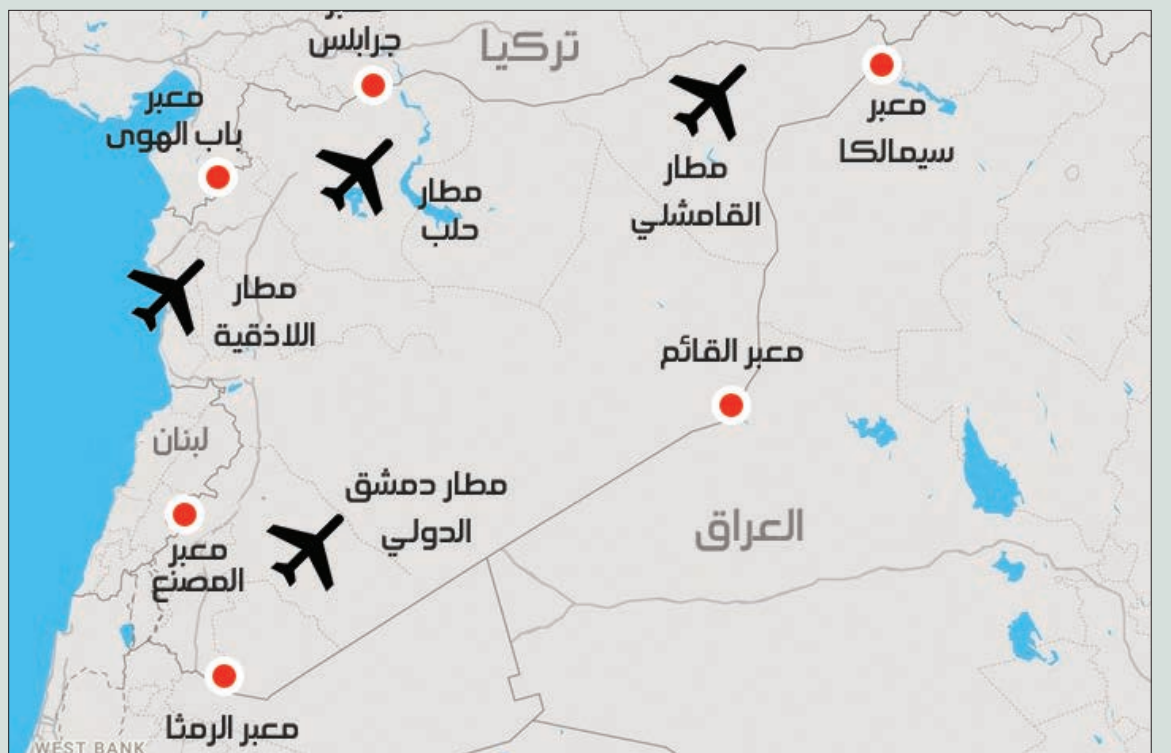 جرابلس
تركيا
معبر
باب الهوى
معبر
سيمالكا
مطار
القامشلي
مطار
حلب
مطار
اللاذقية
معبر القائم
لبنان
مطار دمشق
الدولي
العراق
معبر
المصنع
معبر الرمثا
WEST BANK